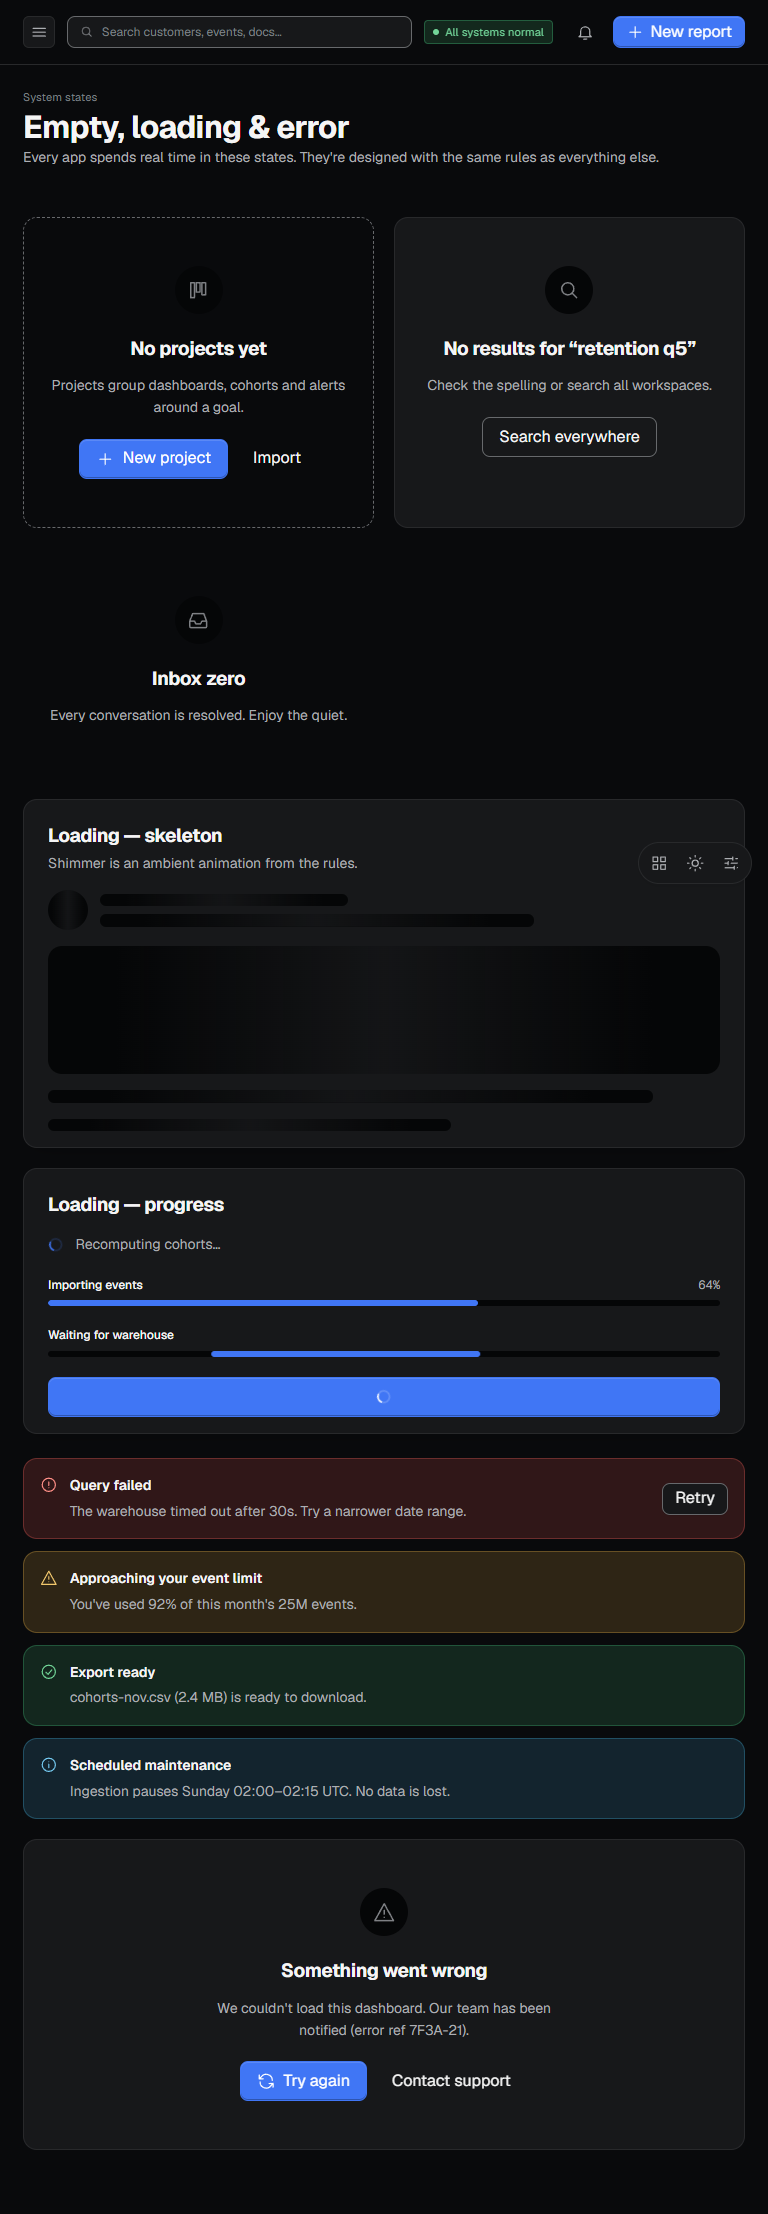 Search customers, events, docs…
All systems normal
New report
System states
Empty, loading & error
Every app spends real time in these states. They're designed with the same rules as everything else.
No projects yet
Projects group dashboards, cohorts and alerts
around a goal.
New project
Import
No results for “retention q5”
Check the spelling or search all workspaces.
Search everywhere
Inbox zero
Every conversation is resolved. Enjoy the quiet.
Loading — skeleton
Shimmer is an ambient animation from the rules.
Loading — progress
Recomputing cohorts…
Importing events
64%
Waiting for warehouse
Query failed
The warehouse timed out after 30s. Try a narrower date range.
Retry
Approaching your event limit
You've used 92% of this month's 25M events.
Export ready
cohorts-nov.csv (2.4 MB) is ready to download.
Scheduled maintenance
Ingestion pauses Sunday 02:00–02:15 UTC. No data is lost.
Something went wrong
We couldn't load this dashboard. Our team has been
notified (error ref 7F3A-21).
Try again
Contact support